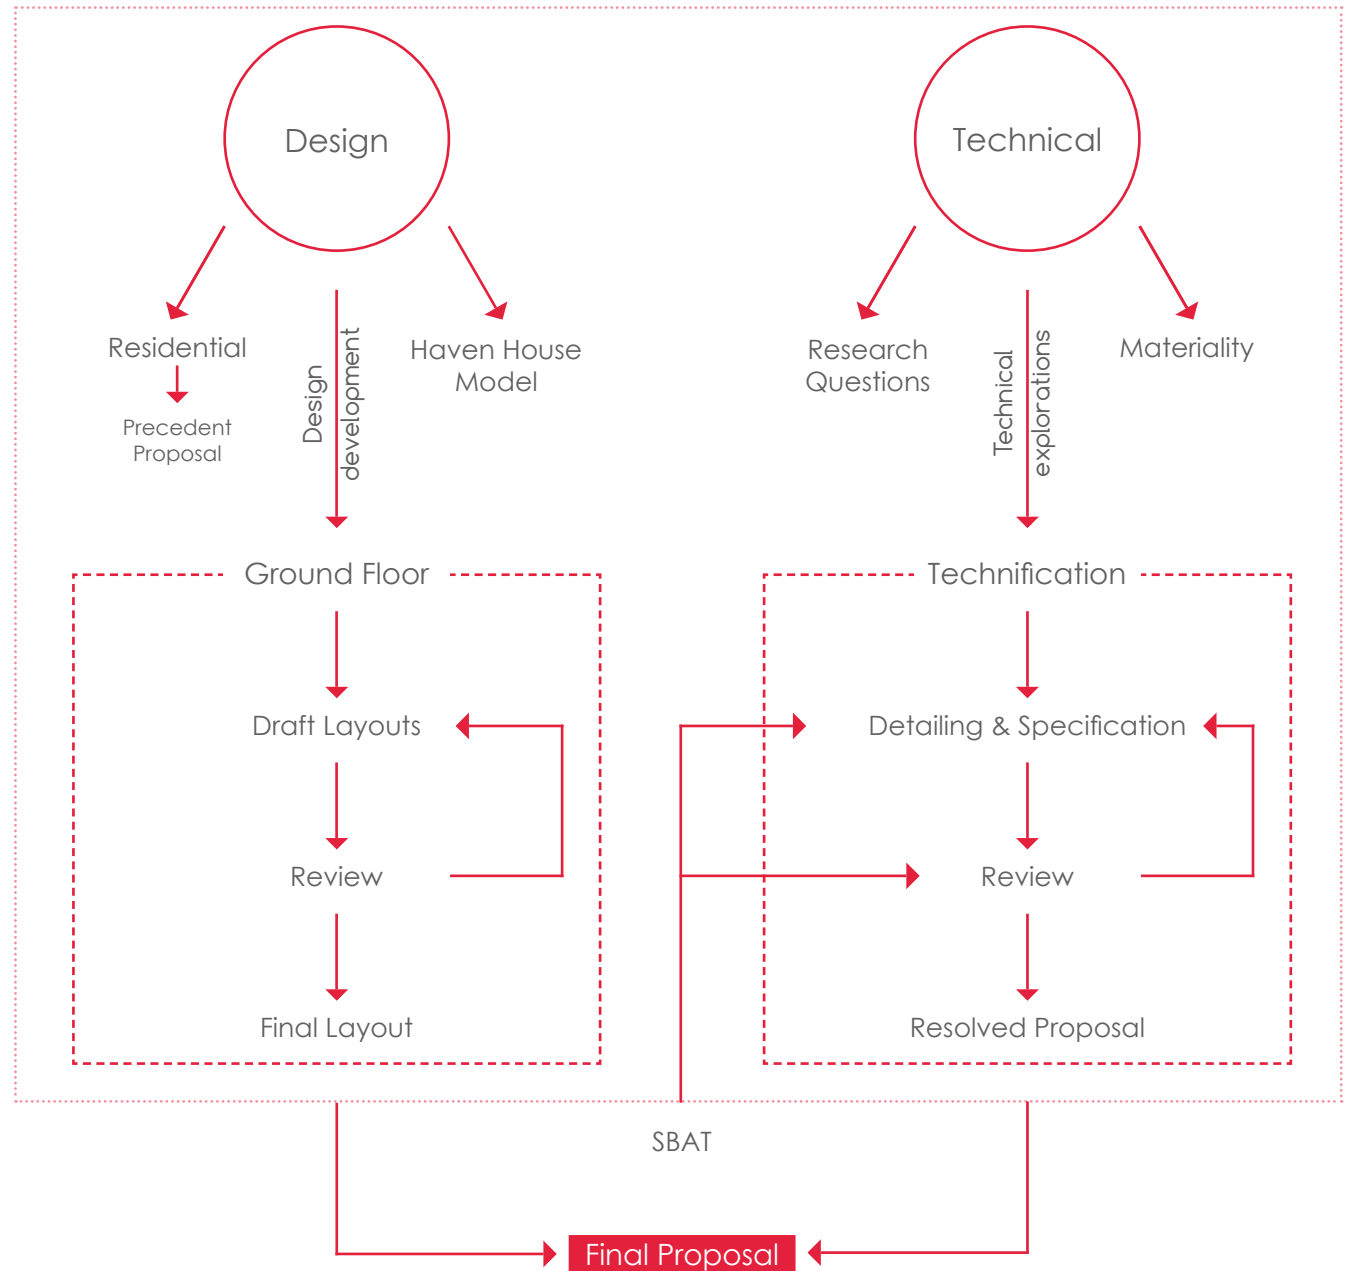 Design
Technical
Residential
Haven House
Model
Precedent
Proposal
Design
development
Research
Questions
Materiality
Technical
explorations
Ground Floor
Draft Layouts
Review
Final Layout
Technification
Detailing & Specification
Review
Resolved Proposal
SBAT
Final Proposal